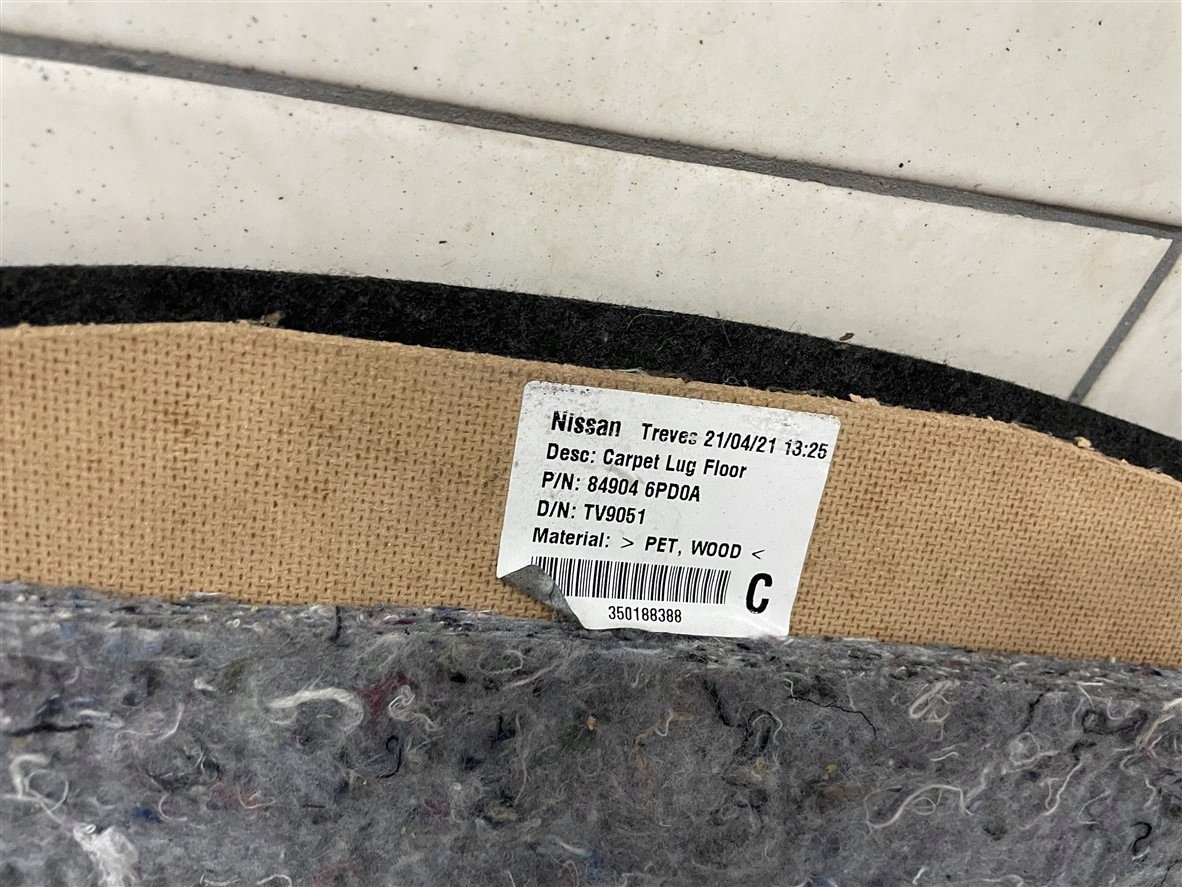 Nissan Treves 21/04/21 13:25
Desc: Carpet Lug Floor
P/N: 84904 6PD0A
D/N: TV9051
Material: > PET, WOOD <
C
350188388